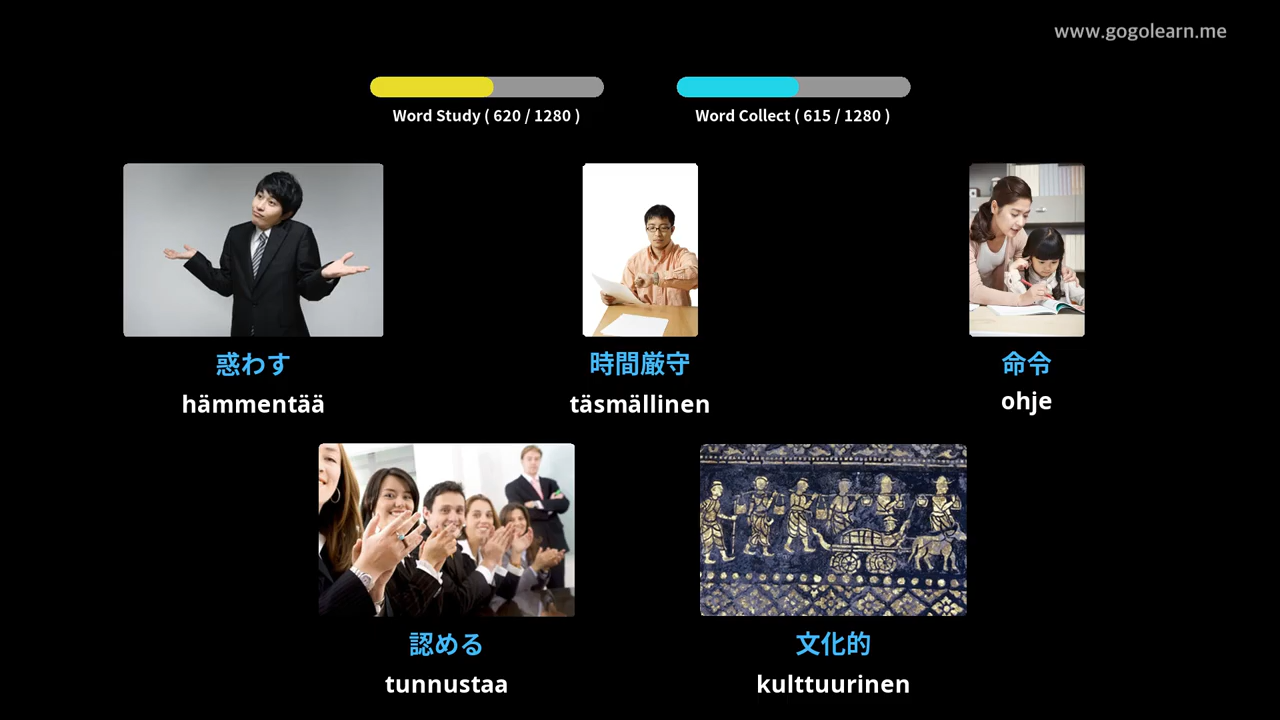 www.gogolearn.me
Word Study ( 620 / 1280 )
Word Collect ( 615 / 1280 )
惑わす
hämmentää
時間厳守
täsmällinen
命令
ohje
認める
tunnustaa
文化的
kulttuurinen